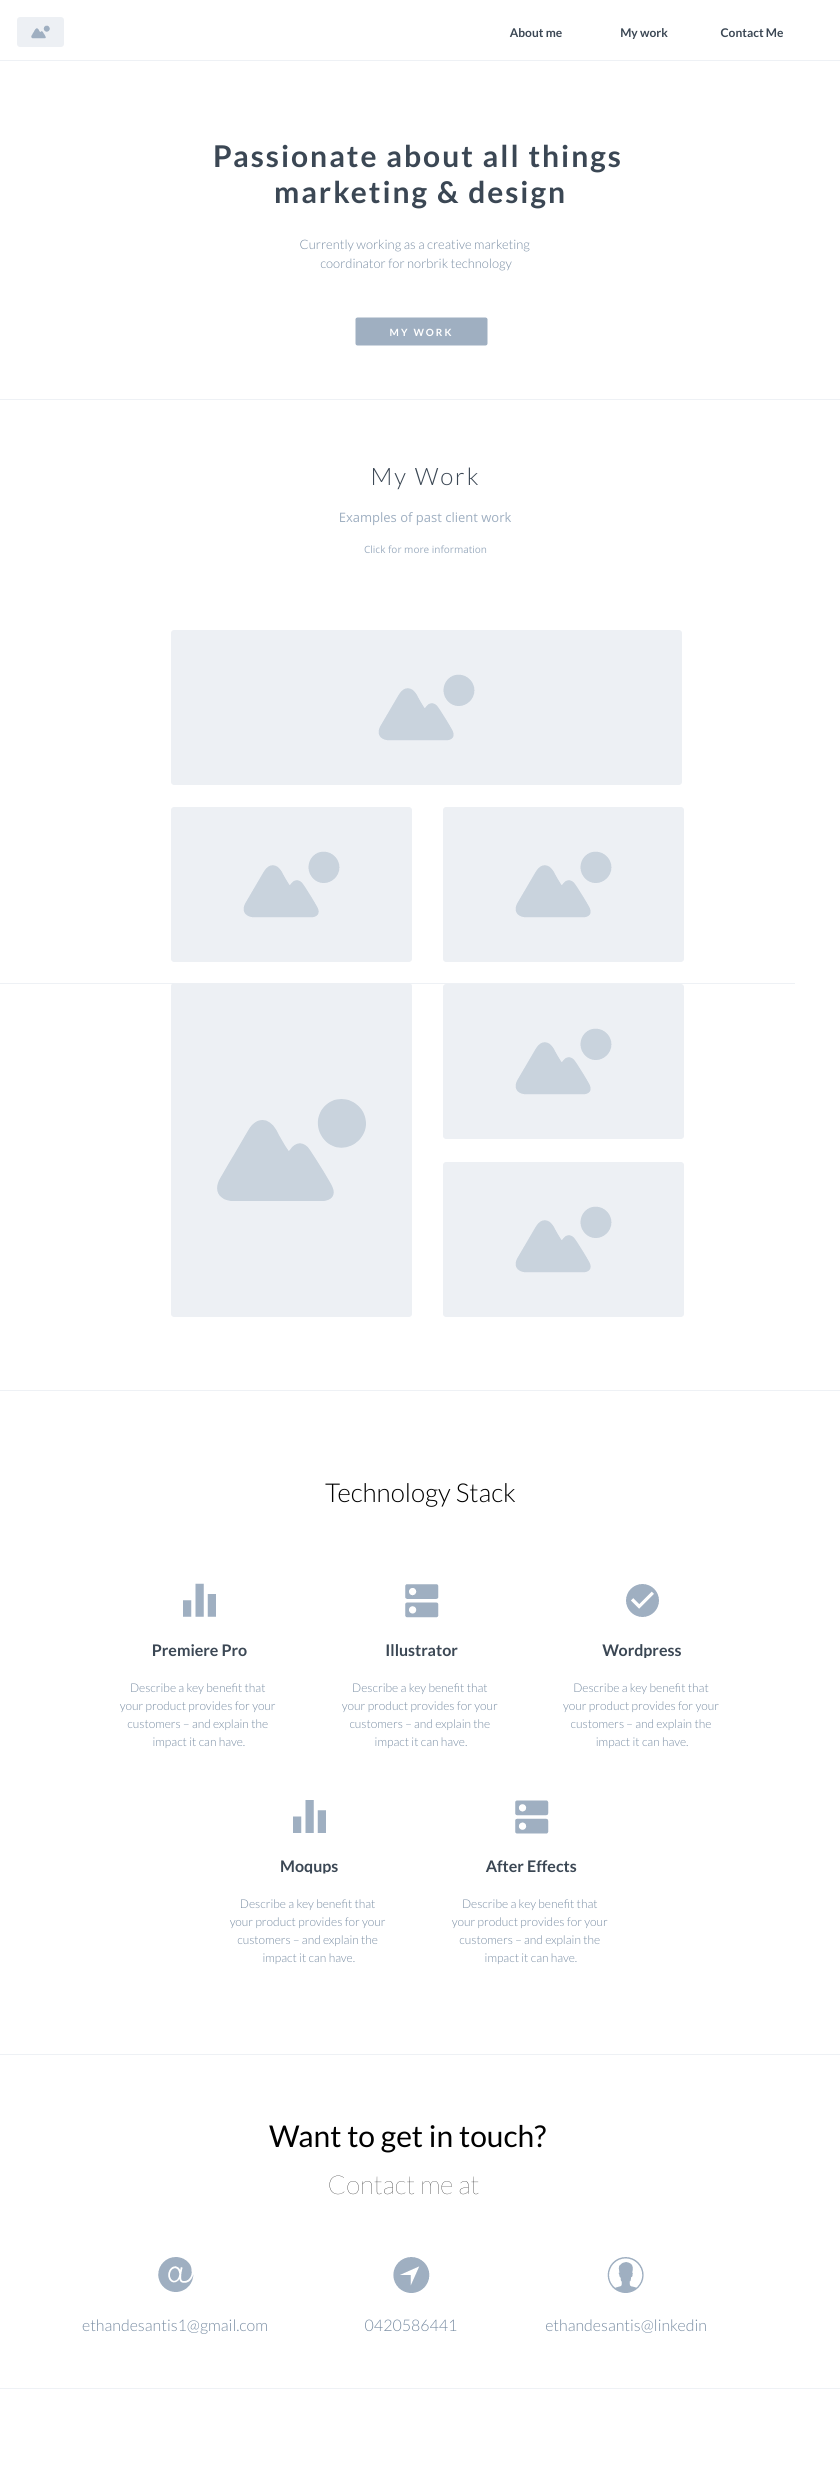 About me
My work
Contact Me
Passionate about all things
marketing & design
Currently working as a creative marketing
coordinator for norbrik technology
MY WORK
My Work
Examples of past client work
Click for more information
Technology Stack
Premiere Pro
Describe a key benefit that
your product provides for your
customers – and explain the
impact it can have.
Illustrator
Describe a key benefit that
your product provides for your
customers – and explain the
impact it can have.
Wordpress
Describe a key benefit that
your product provides for your
customers – and explain the
impact it can have.
Moqups
Describe a key benefit that
your product provides for your
customers – and explain the
impact it can have.
After Effects
Describe a key benefit that
your product provides for your
customers – and explain the
impact it can have.
Want to get in touch?
Contact me at
@
ethandesantis1@gmail.com
0420586441
ethandesantis@linkedin